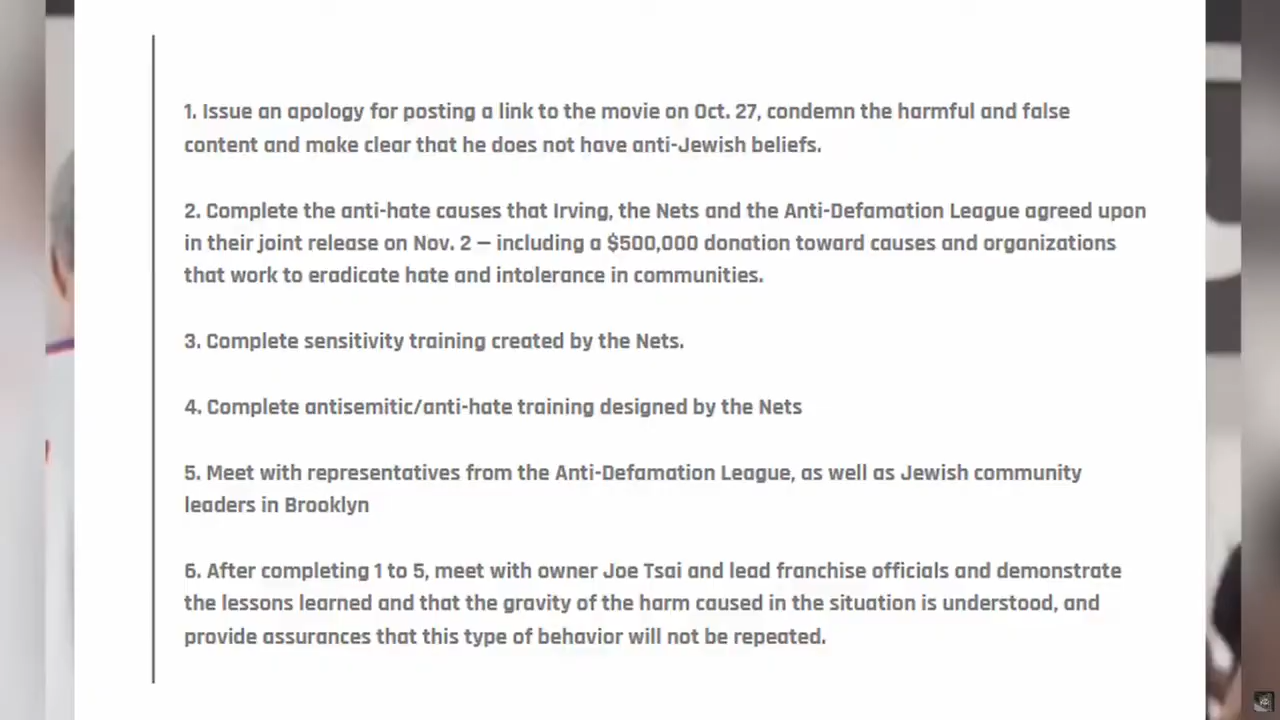 1. Issue an apology for posting a link to the movie on Oct. 27, condemn the harmful and false
content and make clear that he does not have anti-Jewish beliefs.
2. Complete the anti-hate causes that Irving, the Nets and the Anti-Defamation League agreed upon
in their joint release on Nov. 2 — including a $500,000 donation toward causes and organizations
that work to eradicate hate and intolerance in communities.
3. Complete sensitivity training created by the Nets.
4. Complete antisemitic/anti-hate training designed by the Nets
5. Meet with representatives from the Anti-Defamation League, as well as Jewish community
leaders in Brooklyn
6. After completing 1 to 5, meet with owner Joe Tsai and lead franchise officials and demonstrate
the lessons learned and that the gravity of the harm caused in the situation is understood, and
provide assurances that this type of behavior will not be repeated.